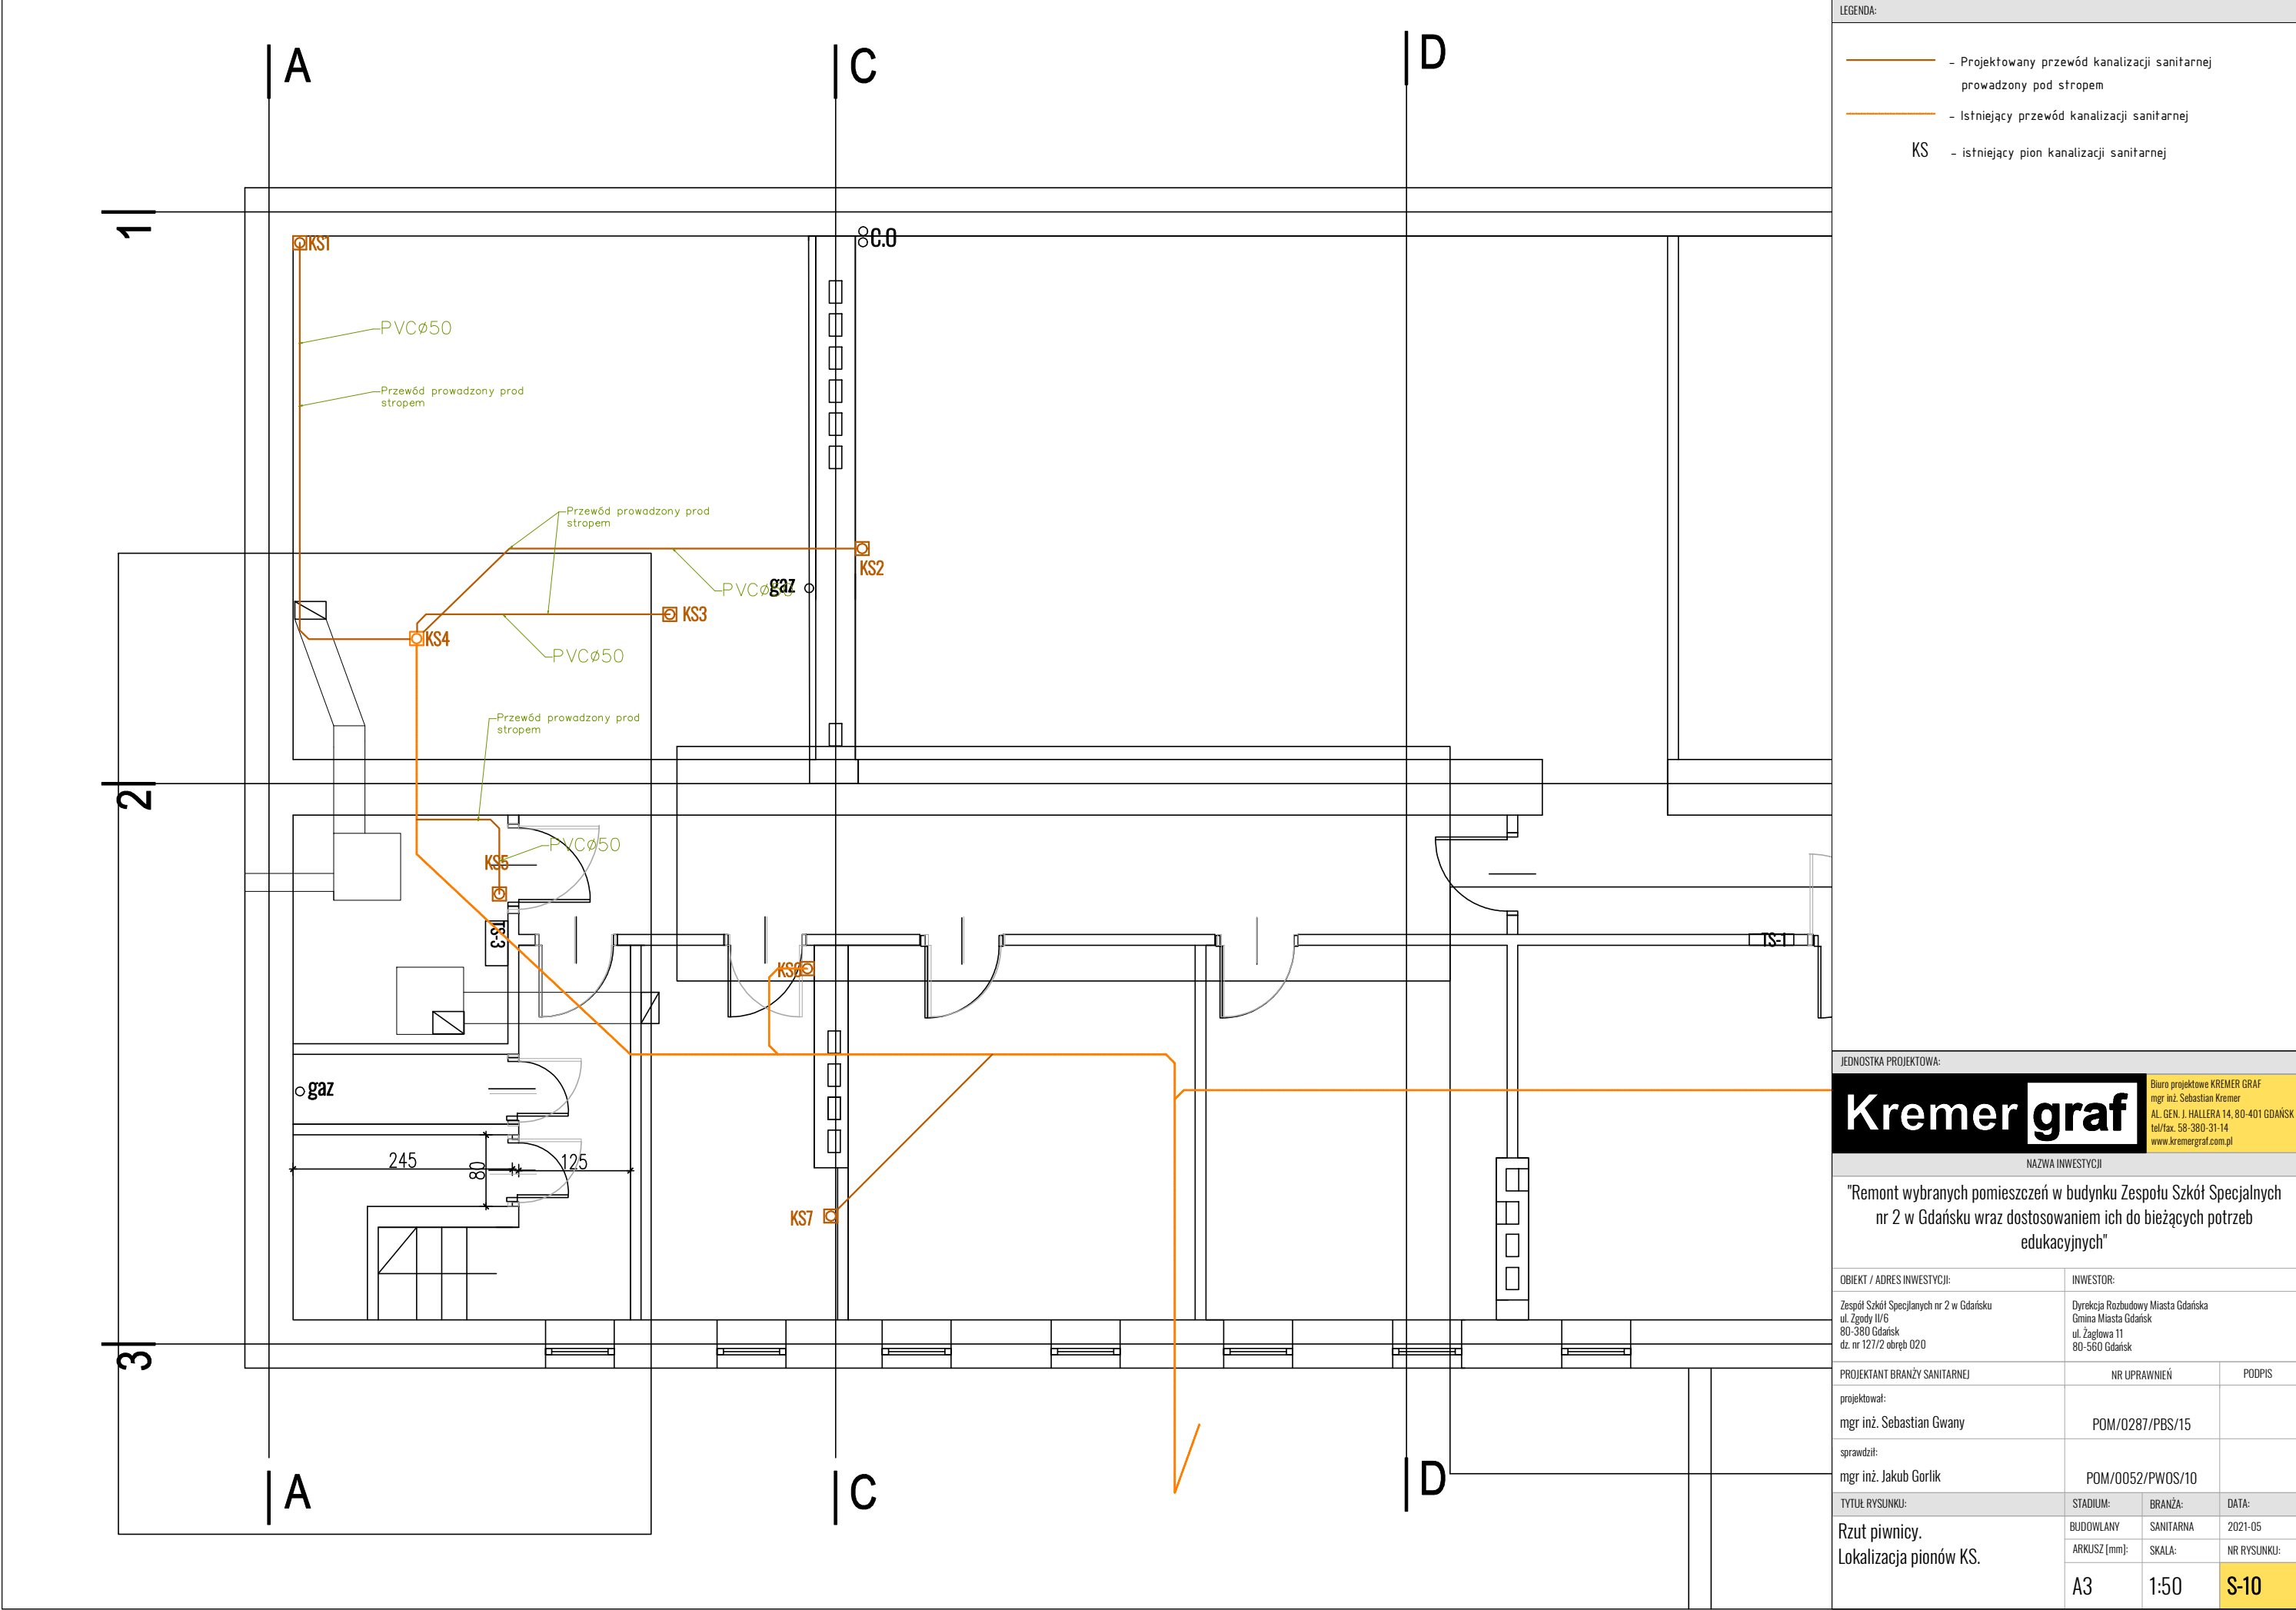 A
C
D
1
KS1
C.O
PVCø50
Przewód prowadzony prod
stropem
Przewód prowadzony prod
stropem
KS2
gaz
KS3
KS4
PVCø50
Przewód prowadzony prod
stropem
2
PVCø50
KS5
TS-3
TS-1
gaz
245
80
125
KS7
3
A
C
D
LEGENDA:
- Projektowany przewód kanalizacji sanitarnej
prowadzony pod stropem
- Istniejący przewód kanalizacji sanitarnej
KS - istniejący pion kanalizacji sanitarnej
JEDNOSTKA PROJEKTOWA:
Kremer graf
Biuro projektowe KREMER GRAF
mgr inż. Sebastian Kremer
AL. GEN. J. HALLERA 14, 80-401 GDAŃSK
tel/fax. 58-380-31-14
www.kremergraf.com.pl
NAZWA INWESTYCJI
"Remont wybranych pomieszczeń w budynku Zespołu Szkół Specjalnych
nr 2 w Gdańsku wraz dostosowaniem ich do bieżących potrzeb
edukacyjnych"
OBIEKT / ADRES INWESTYCJI:
Zespół Szkół Specjlanych nr 2 w Gdańsku
ul. Zgody II/6
80-380 Gdańsk
dz. nr 127/2 obręb 020
INWESTOR:
Dyrekcja Rozbudowy Miasta Gdańska
Gmina Miasta Gdańsk
ul. Żaglowa 11
80-560 Gdańsk
PROJEKTANT BRANŻY SANITARNEJ NR UPRAWNIEŃ PODPIS
projektował:
mgr inż. Sebastian Gwany POM/0287/PBS/15
sprawdził:
mgr inż. Jakub Gorlik POM/0052/PWOS/10
TYTUŁ RYSUNKU:
Rzut piwnicy.
Lokalizacja pionów KS.
STADIUM: BRANŻA: DATA:
BUDOWLANY SANITARNA 2021-05
ARKUSZ [mm]: SKALA: NR RYSUNKU:
A3 1:50 S-10